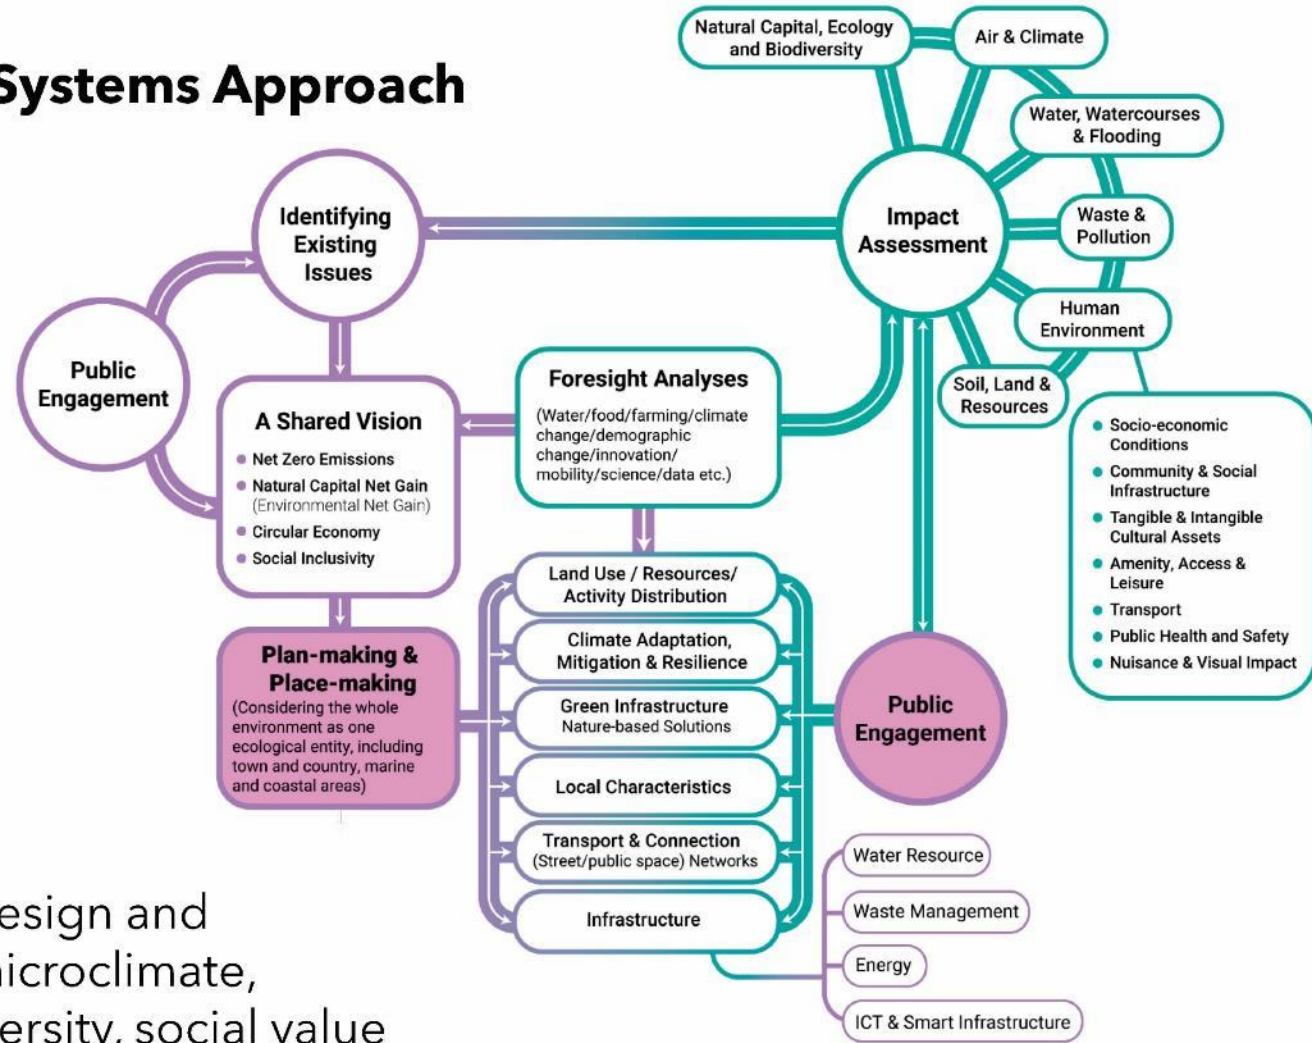 Systems Approach
Natural Capital, Ecology
and Biodiversity
Air & Climate
Water, Watercourses
& Flooding
Waste &
Pollution
Human
Environment
Soil, Land &
Resources
Impact
Assessment
Identifying
Existing
Issues
Public
Engagement
A Shared Vision
Net Zero Emissions
Natural Capital Net Gain
(Environmental Net Gain)
Circular Economy
Social Inclusivity
Foresight Analyses
(Water/food/farming/climate
change/demographic
change/innovation/
mobility/science/data etc.)
Socio-economic
Conditions
Community & Social
Infrastructure
Tangible & Intangible
Cultural Assets
Amenity, Access &
Leisure
Transport
Public Health and Safety
Nuisance & Visual Impact
Plan-making &
Place-making
(Considering the whole
environment as one
ecological entity, including
town and country, marine
and coastal areas)
Land Use / Resources/
Activity Distribution
Climate Adaptation,
Mitigation & Resilience
Green Infrastructure
Nature-based Solutions
Local Characteristics
Transport & Connection
(Street/public space) Networks
Infrastructure
Public
Engagement
Water Resource
Waste Management
Energy
ICT & Smart Infrastructure
esign and
icroclimate,
ersity, social value